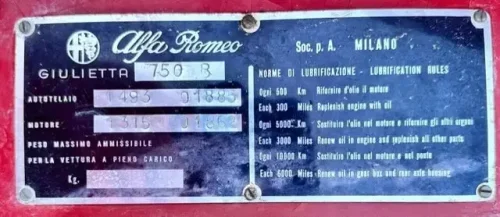 Alfa Romeo
GIULIETTA 750 B
AUTOTELAIO 1493 01885
MOTORE 1315
PESO MASSIMO AMMISSIBILE
PER LA VETTURA A PIENO CARICO
Kg.
Soc. p. A. MILANO
NORME DI LUBRIFICAZIONE - LUBRIFICATION RULES
Ogni 500 Km Rifornire d'olio il motore
Each 300 Miles Replenish engine with oil
Ogni 5000 Km Sostituire l'olio nel motore e rifornire gli altri organi
Each 3000 Miles Renew oil in engine and replenish all other parts
Ogni 10000 Km Sostituire l'olio nel motore e nel ponte
Each 6000 Miles Renew oil in gear box and rear axle housing